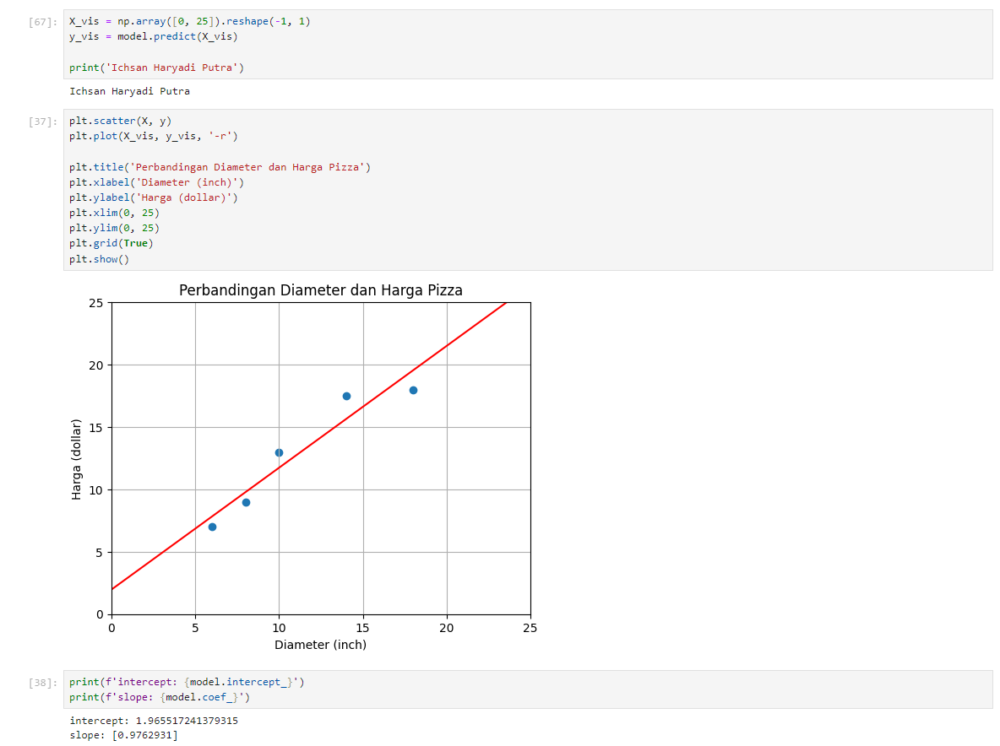 [67]: X_vis = np.array([0, 25]).reshape(-1, 1)
y_vis = model.predict(X_vis)
print('Ichsan Haryadi Putra')
Ichsan Haryadi Putra
[37]: plt.scatter(X, y)
plt.plot(X_vis, y_vis, '-r')
plt.title('Perbandingan Diameter dan Harga Pizza')
plt.xlabel('Diameter (inch)')
plt.ylabel('Harga (dollar)')
plt.xlim(0, 25)
plt.ylim(0, 25)
plt.grid(True)
plt.show()
Perbandingan Diameter dan Harga Pizza
25
20
15
10
5
0
Harga (dollar)
0 5 10 15 20 25
Diameter (inch)
[38]: print(f'intercept: {model.intercept_}')
print(f'slope: {model.coef_}')
intercept: 1.965517241379315
slope: [0.9762931]